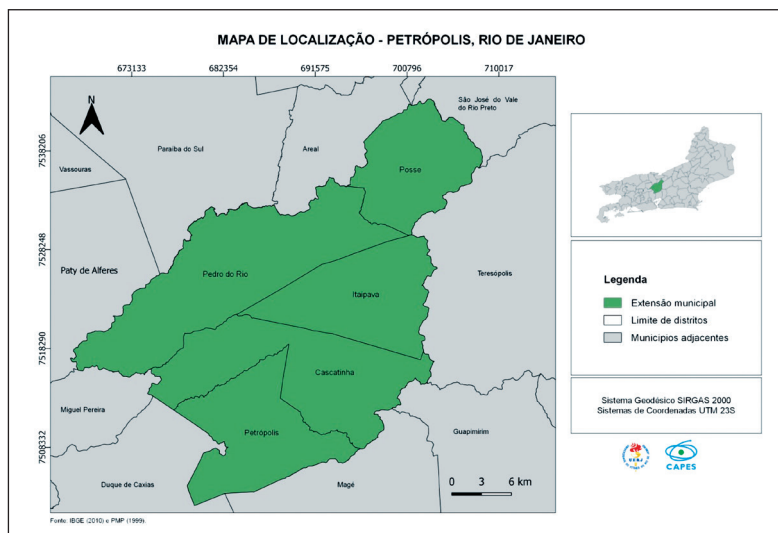 MAPA DE LOCALIZAÇÃO - PETRÓPOLIS, RIO DE JANEIRO
673133 682354 691575 700796 710017
N
7538206
7528248
7518290
7508332
São José do Vale
do Rio Preto
Paraíba do Sul
Areal
Vassouras
Posse
Paty de Alferes
Pedro do Rio
Teresópolis
Itaipava
Cascatinha
Miguel Pereira
Petrópolis
Guapimirim
Duque de Caxias
Magé
0 3 6 km
Legenda
Extensão municipal
Limite de distritos
Municípios adjacentes
Sistema Geodésico SIRGAS 2000
Sistemas de Coordenadas UTM 23S
UERJ
CAPES
Fonte: IBGE (2010) e PMP (1999).